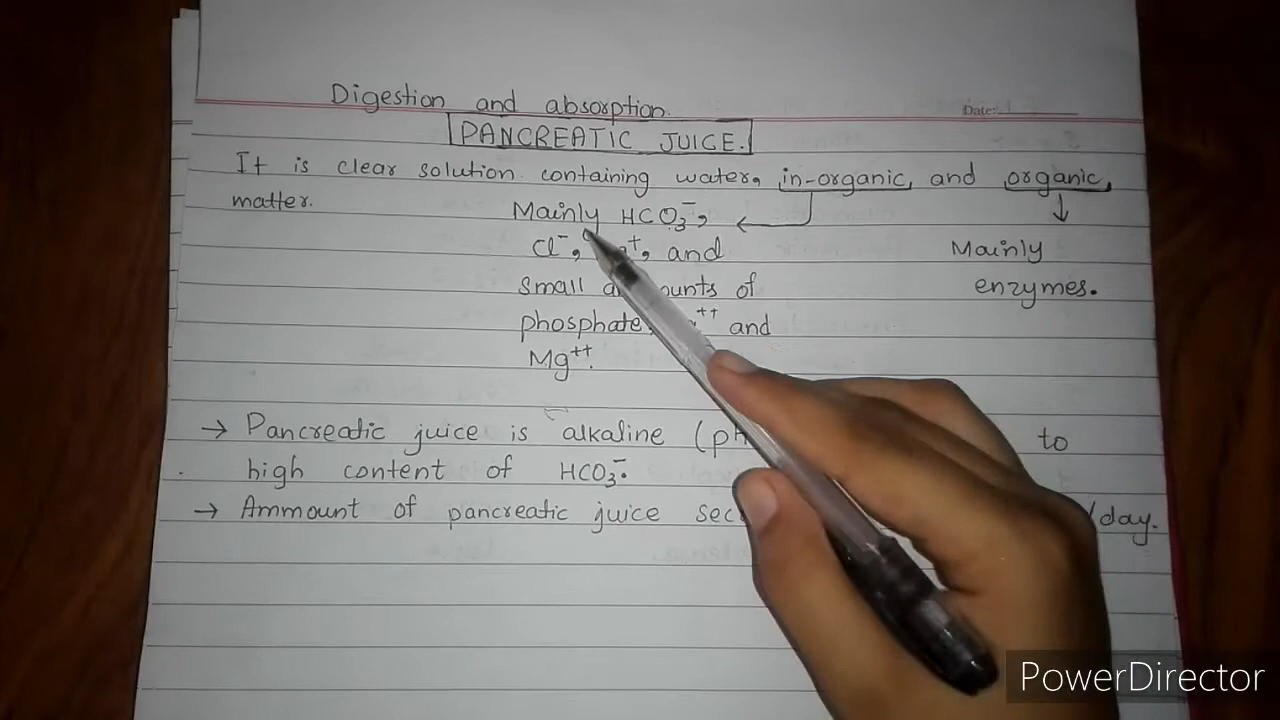 Digestion and absorption.
Date:
PANCREATIC JUICE.
It is clear solution containing water, in-organic, and organic,
matter.
Mainly HCO3⁻,
Cl⁻, and
small of
phosphate, and
Mg⁺⁺.
Mainly
enzymes.
→ Pancreatic juice is alkaline to
high content of HCO3⁻.
→ Ammount of pancreatic juice /day.
PowerDirector